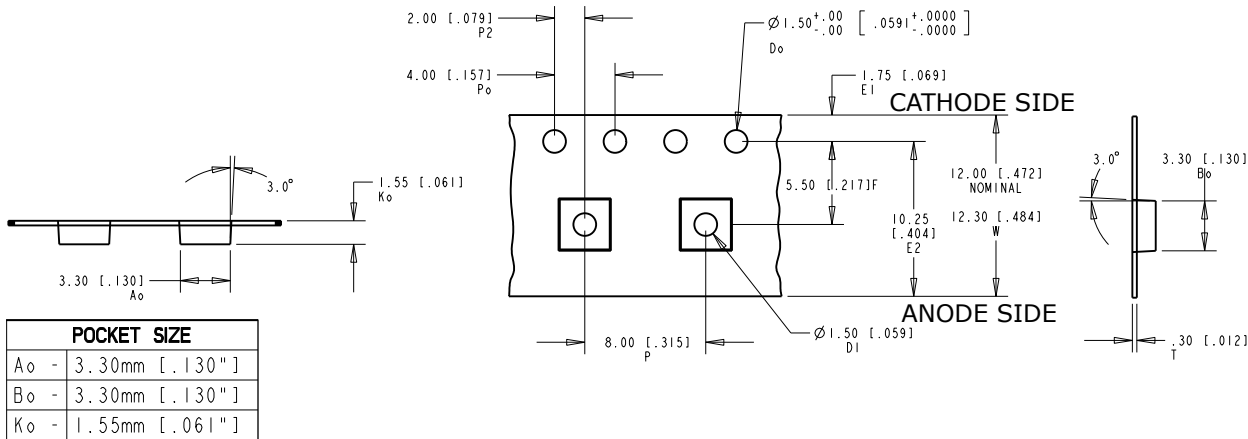 2.00 [.079]
P2
Ø1.50 +.00 -.00 [ .0591 +.0000 -.0000 ]
Do
4.00 [.157]
Po
1.75 [.069]
E1
CATHODE SIDE
3.0°
1.55 [.061]
Ko
3.30 [.130]
Ao
5.50 [.217]F
10.25
[.404]
E2
12.00 [.472]
NOMINAL
12.30 [.484]
W
3.0°
3.30 [.130]
Bo
ANODE SIDE
8.00 [.315]
P
Ø1.50 [.059]
D1
.30 [.012]
T
POCKET SIZE
Ao - 3.30mm [.130"]
Bo - 3.30mm [.130"]
Ko - 1.55mm [.061"]